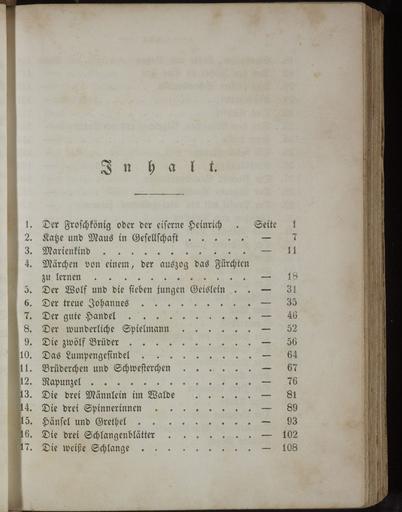 Inhalt.
1. Der Froschkönig oder der eiserne Heinrich . Seite 1
2. Katze und Maus in Gesellschaft . . . . . — 7
3. Marienkind . . . . . . . . . . — 11
4. Märchen von einem, der auszog das Fürchten
zu lernen . . . . . . . . . . — 18
5. Der Wolf und die sieben jungen Geislein . . — 31
6. Der treue Johannes . . . . . . . . — 35
7. Der gute Handel . . . . . . . . — 46
8. Der wunderliche Spielmann . . . . . . — 52
9. Die zwölf Brüder . . . . . . . . — 56
10. Das Lumpengesindel . . . . . . . — 64
11. Brüderchen und Schwesterchen . . . . . — 67
12. Rapunzel . . . . . . . . . . — 76
13. Die drei Männlein im Walde . . . . . — 81
14. Die drei Spinnerinnen . . . . . . . — 89
15. Hänsel und Grethel . . . . . . . . — 93
16. Die drei Schlangenblätter . . . . . . — 102
17. Die weiße Schlange . . . . . . . . — 108